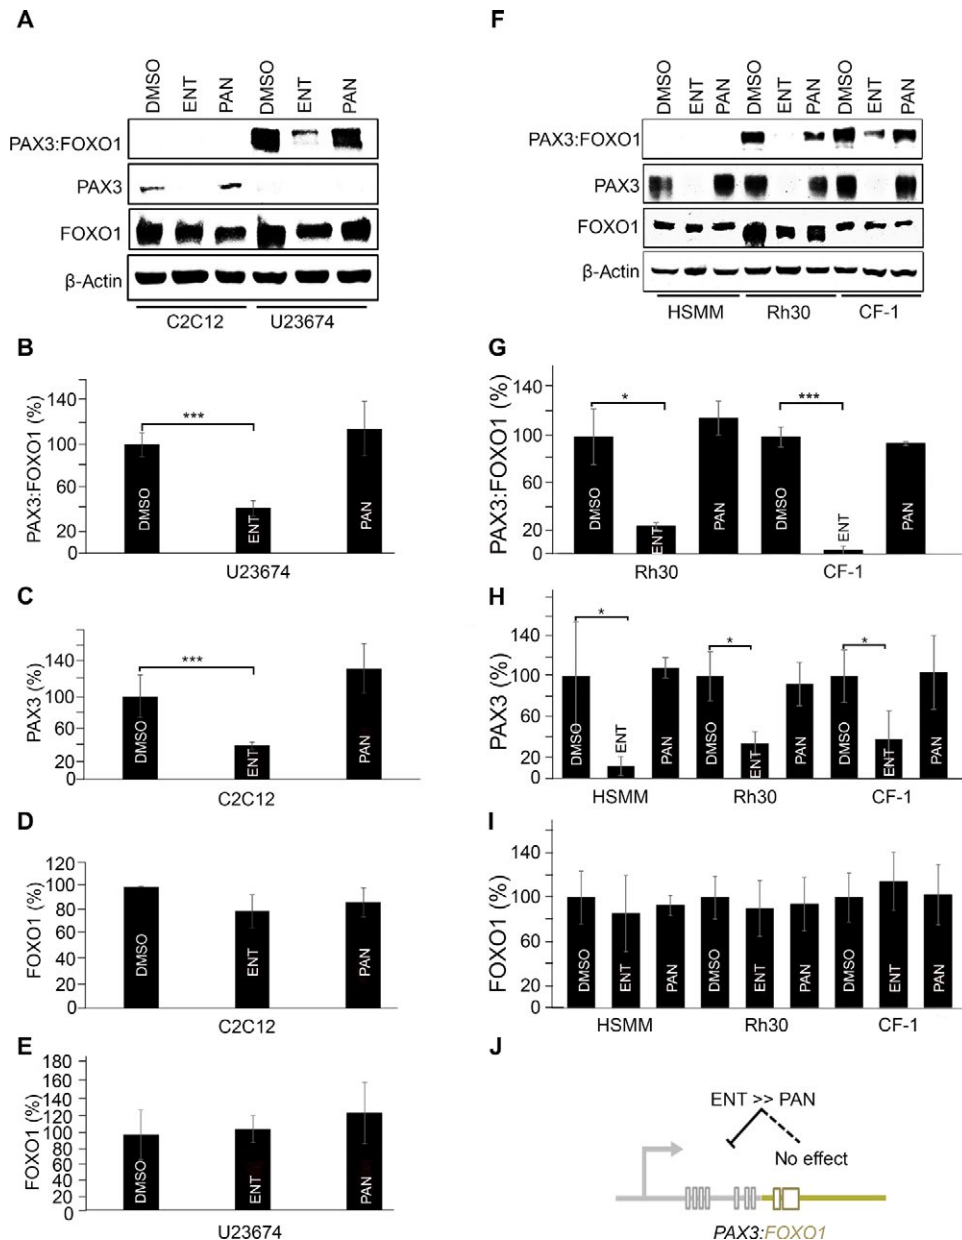 A
DMSO ENT PAN DMSO ENT PAN
PAX3:FOXO1
PAX3
FOXO1
β-Actin
C2C12 U23674
B
PAX3:FOXO1 (%)
140
100
60
20
0
***
DMSO ENT PAN
U23674
C
PAX3 (%)
140
100
60
20
0
***
DMSO ENT PAN
C2C12
D
FOXO1 (%)
120
100
80
60
40
20
0
DMSO ENT PAN
C2C12
E
FOXO1 (%)
180
160
140
120
100
80
60
40
20
0
DMSO ENT PAN
U23674
F
DMSO ENT PAN DMSO ENT PAN DMSO ENT PAN
PAX3:FOXO1
PAX3
FOXO1
β-Actin
HSMM Rh30 CF-1
G
PAX3:FOXO1 (%)
140
100
60
20
0
* ***
DMSO ENT PAN DMSO ENT PAN
Rh30 CF-1
H
PAX3 (%)
140
100
60
20
0
* * *
DMSO ENT PAN DMSO ENT PAN DMSO ENT PAN
HSMM Rh30 CF-1
I
FOXO1 (%)
140
100
60
20
0
DMSO ENT PAN DMSO ENT PAN DMSO ENT PAN
HSMM Rh30 CF-1
J
ENT >> PAN
No effect
PAX3:FOXO1